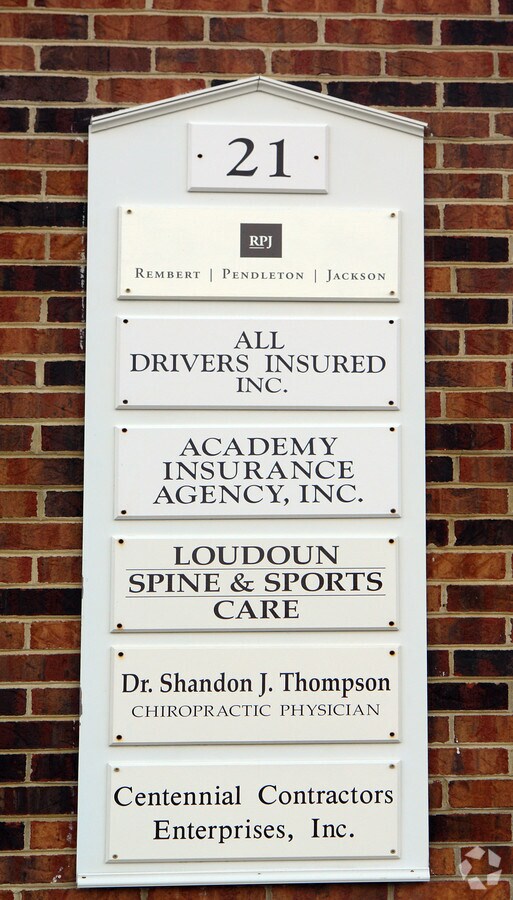 21
RPJ
REMBERT | PENDLETON | JACKSON
ALL
DRIVERS INSURED
INC.
ACADEMY
INSURANCE
AGENCY, INC.
LOUDOUN
SPINE & SPORTS
CARE
Dr. Shandon J. Thompson
CHIROPRACTIC PHYSICIAN
Centennial Contractors
Enterprises, Inc.